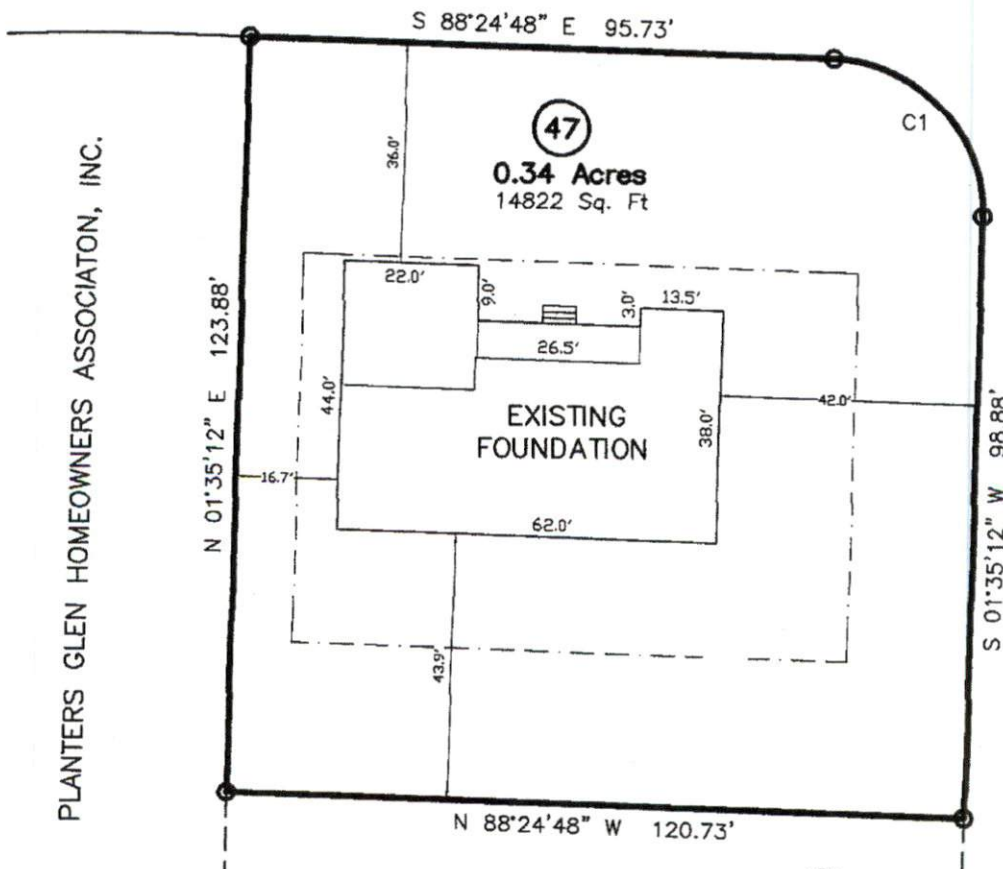 S 88°24'48" E 95.73'
C1
47
0.34 Acres
14822 Sq. Ft
36.0'
PLANTERS GLEN HOMEOWNERS ASSOCIATON, INC.
N 01°35'12" E 123.88'
22.0'
9.0'
3.0'
13.5'
26.5'
44.0'
EXISTING
FOUNDATION
38.0'
42.0'
S 01°35'12" W 98.88'
16.7'
62.0'
43.9'
N 88°24'48" W 120.73'